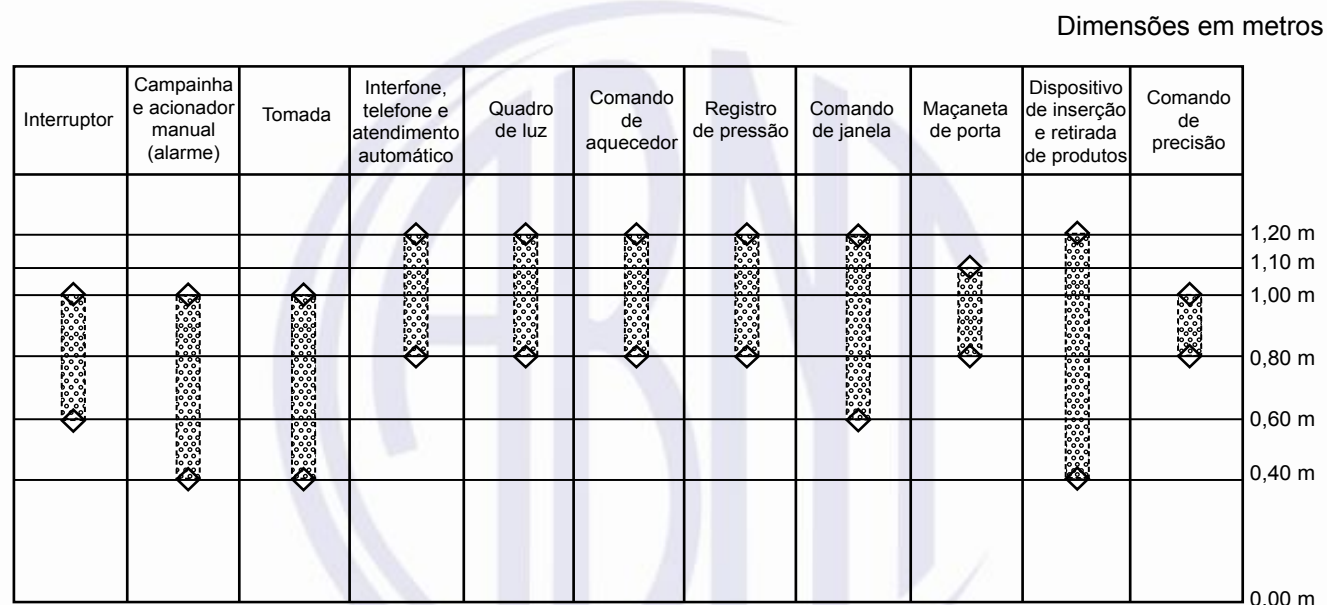 Dimensões em metros
Interruptor
Campainha
e acionador
manual
(alarme)
Tomada
Interfone,
telefone e
atendimento
automático
Quadro
de luz
Comando
de
aquecedor
Registro
de pressão
Comando
de janela
Maçaneta
de porta
Dispositivo
de inserção
e retirada
de produtos
Comando
de
precisão
1,20 m
1,10 m
1,00 m
0,80 m
0,60 m
0,40 m
0,00 m
ABNT